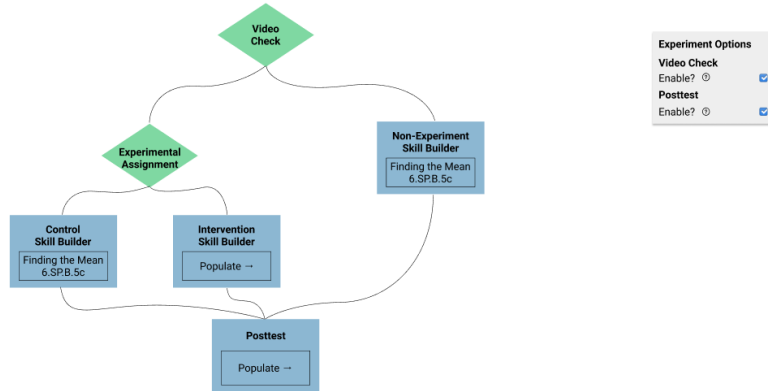 Video
Check
Experiment Options
Video Check
Enable? ?
Posttest
Enable? ?
Experimental
Assignment
Non-Experiment
Skill Builder
Finding the Mean
6.SP.B.5c
Control
Skill Builder
Finding the Mean
6.SP.B.5c
Intervention
Skill Builder
Populate →
Posttest
Populate →